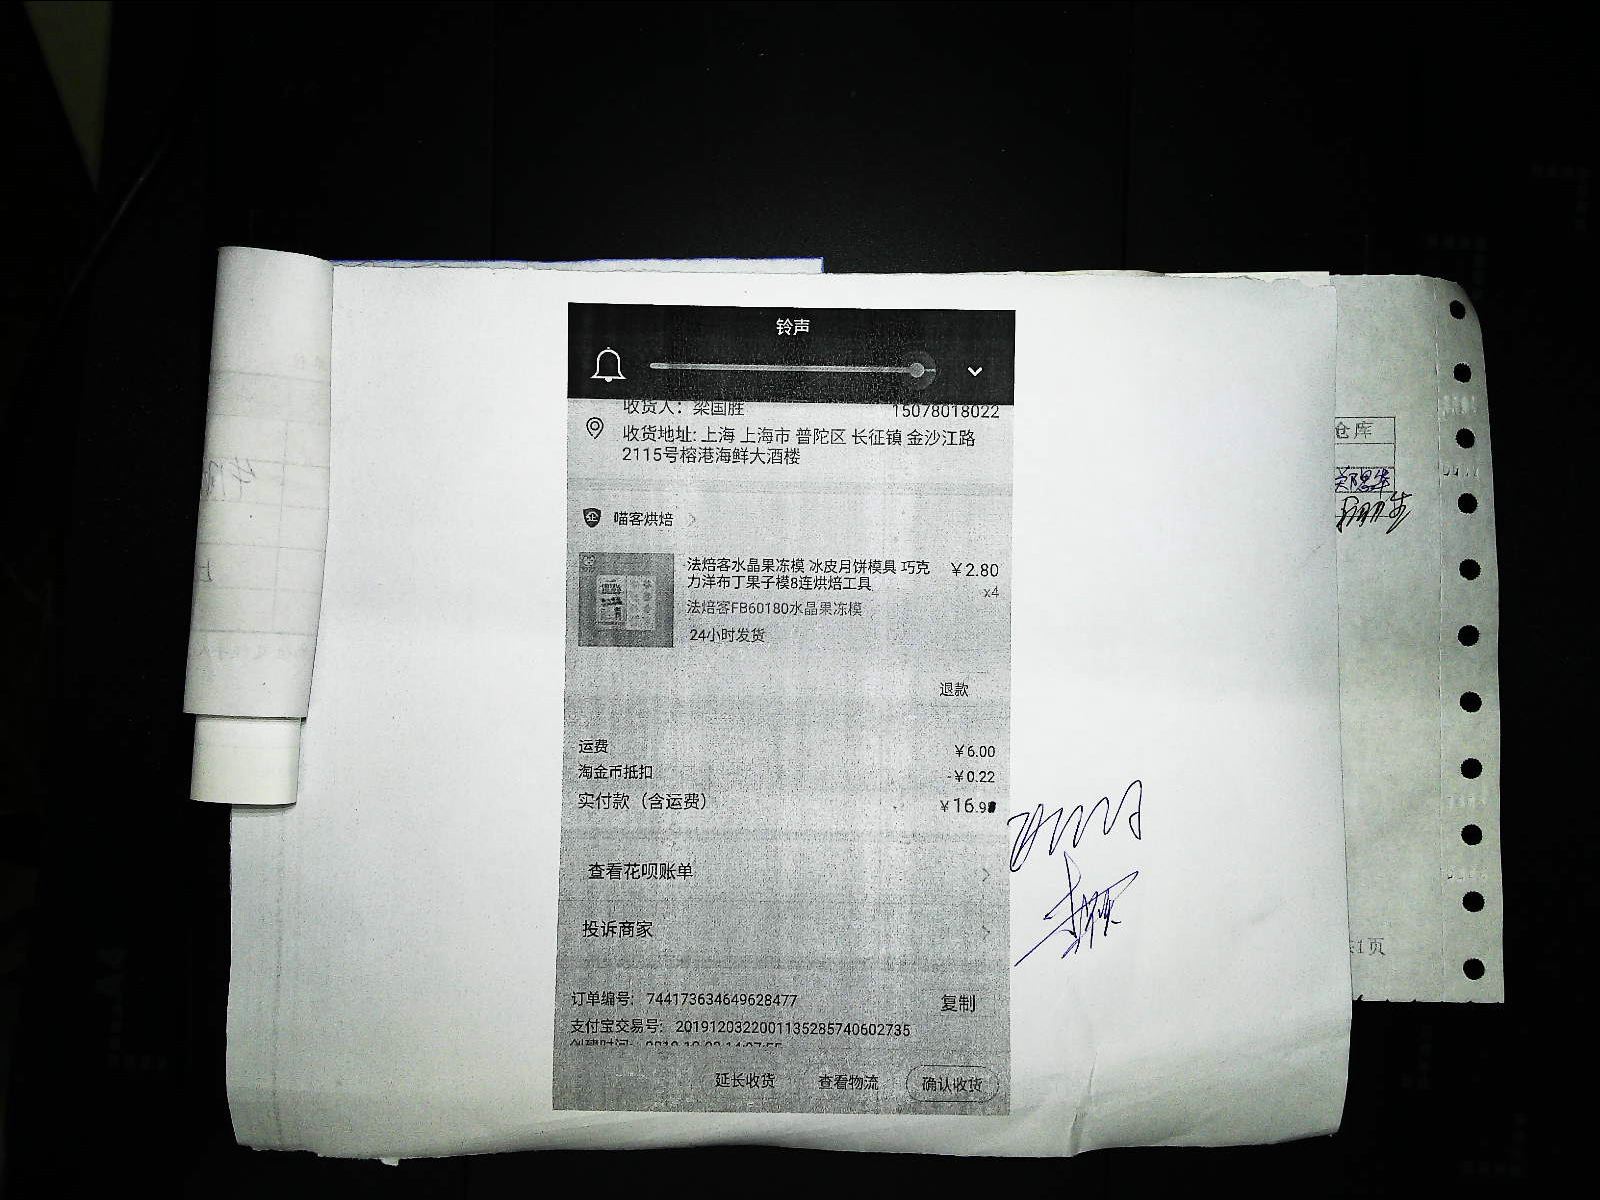 铃声
收货人：梁国胜 15078018022
收货地址: 上海 上海市 普陀区 长征镇 金沙江路
2115号榕港海鲜大酒楼
喵客烘焙
法焙客水晶果冻模 冰皮月饼模具 巧克 ￥2.80
力洋布丁果子模8连烘焙工具 x4
法焙客FB60180水晶果冻模
24小时发货
退款
运费 ￥6.00
淘金币抵扣 -￥0.22
实付款（含运费） ￥16.9
查看花呗账单
投诉商家
订单编号: 744173634649628477 复制
支付宝交易号: 2019120322001135285740602735
创建时间:
延长收货 查看物流 确认收货
仓库
1页